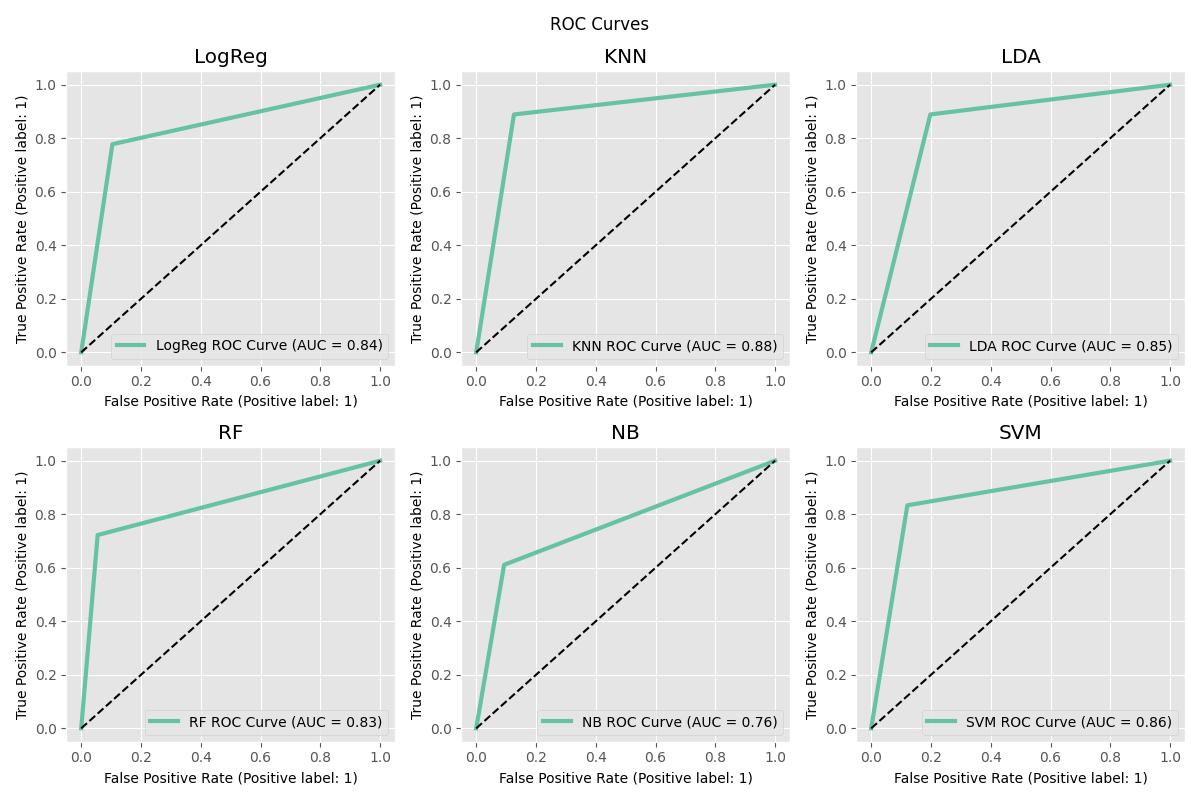 ROC Curves
LogReg
True Positive Rate (Positive label: 1)
1.0
0.8
0.6
0.4
0.2
0.0
LogReg ROC Curve (AUC = 0.84)
0.0 0.2 0.4 0.6 0.8 1.0
False Positive Rate (Positive label: 1)
KNN
True Positive Rate (Positive label: 1)
1.0
0.8
0.6
0.4
0.2
0.0
KNN ROC Curve (AUC = 0.88)
0.0 0.2 0.4 0.6 0.8 1.0
False Positive Rate (Positive label: 1)
LDA
True Positive Rate (Positive label: 1)
1.0
0.8
0.6
0.4
0.2
0.0
LDA ROC Curve (AUC = 0.85)
0.0 0.2 0.4 0.6 0.8 1.0
False Positive Rate (Positive label: 1)
RF
True Positive Rate (Positive label: 1)
1.0
0.8
0.6
0.4
0.2
0.0
RF ROC Curve (AUC = 0.83)
0.0 0.2 0.4 0.6 0.8 1.0
False Positive Rate (Positive label: 1)
NB
True Positive Rate (Positive label: 1)
1.0
0.8
0.6
0.4
0.2
0.0
NB ROC Curve (AUC = 0.76)
0.0 0.2 0.4 0.6 0.8 1.0
False Positive Rate (Positive label: 1)
SVM
True Positive Rate (Positive label: 1)
1.0
0.8
0.6
0.4
0.2
0.0
SVM ROC Curve (AUC = 0.86)
0.0 0.2 0.4 0.6 0.8 1.0
False Positive Rate (Positive label: 1)